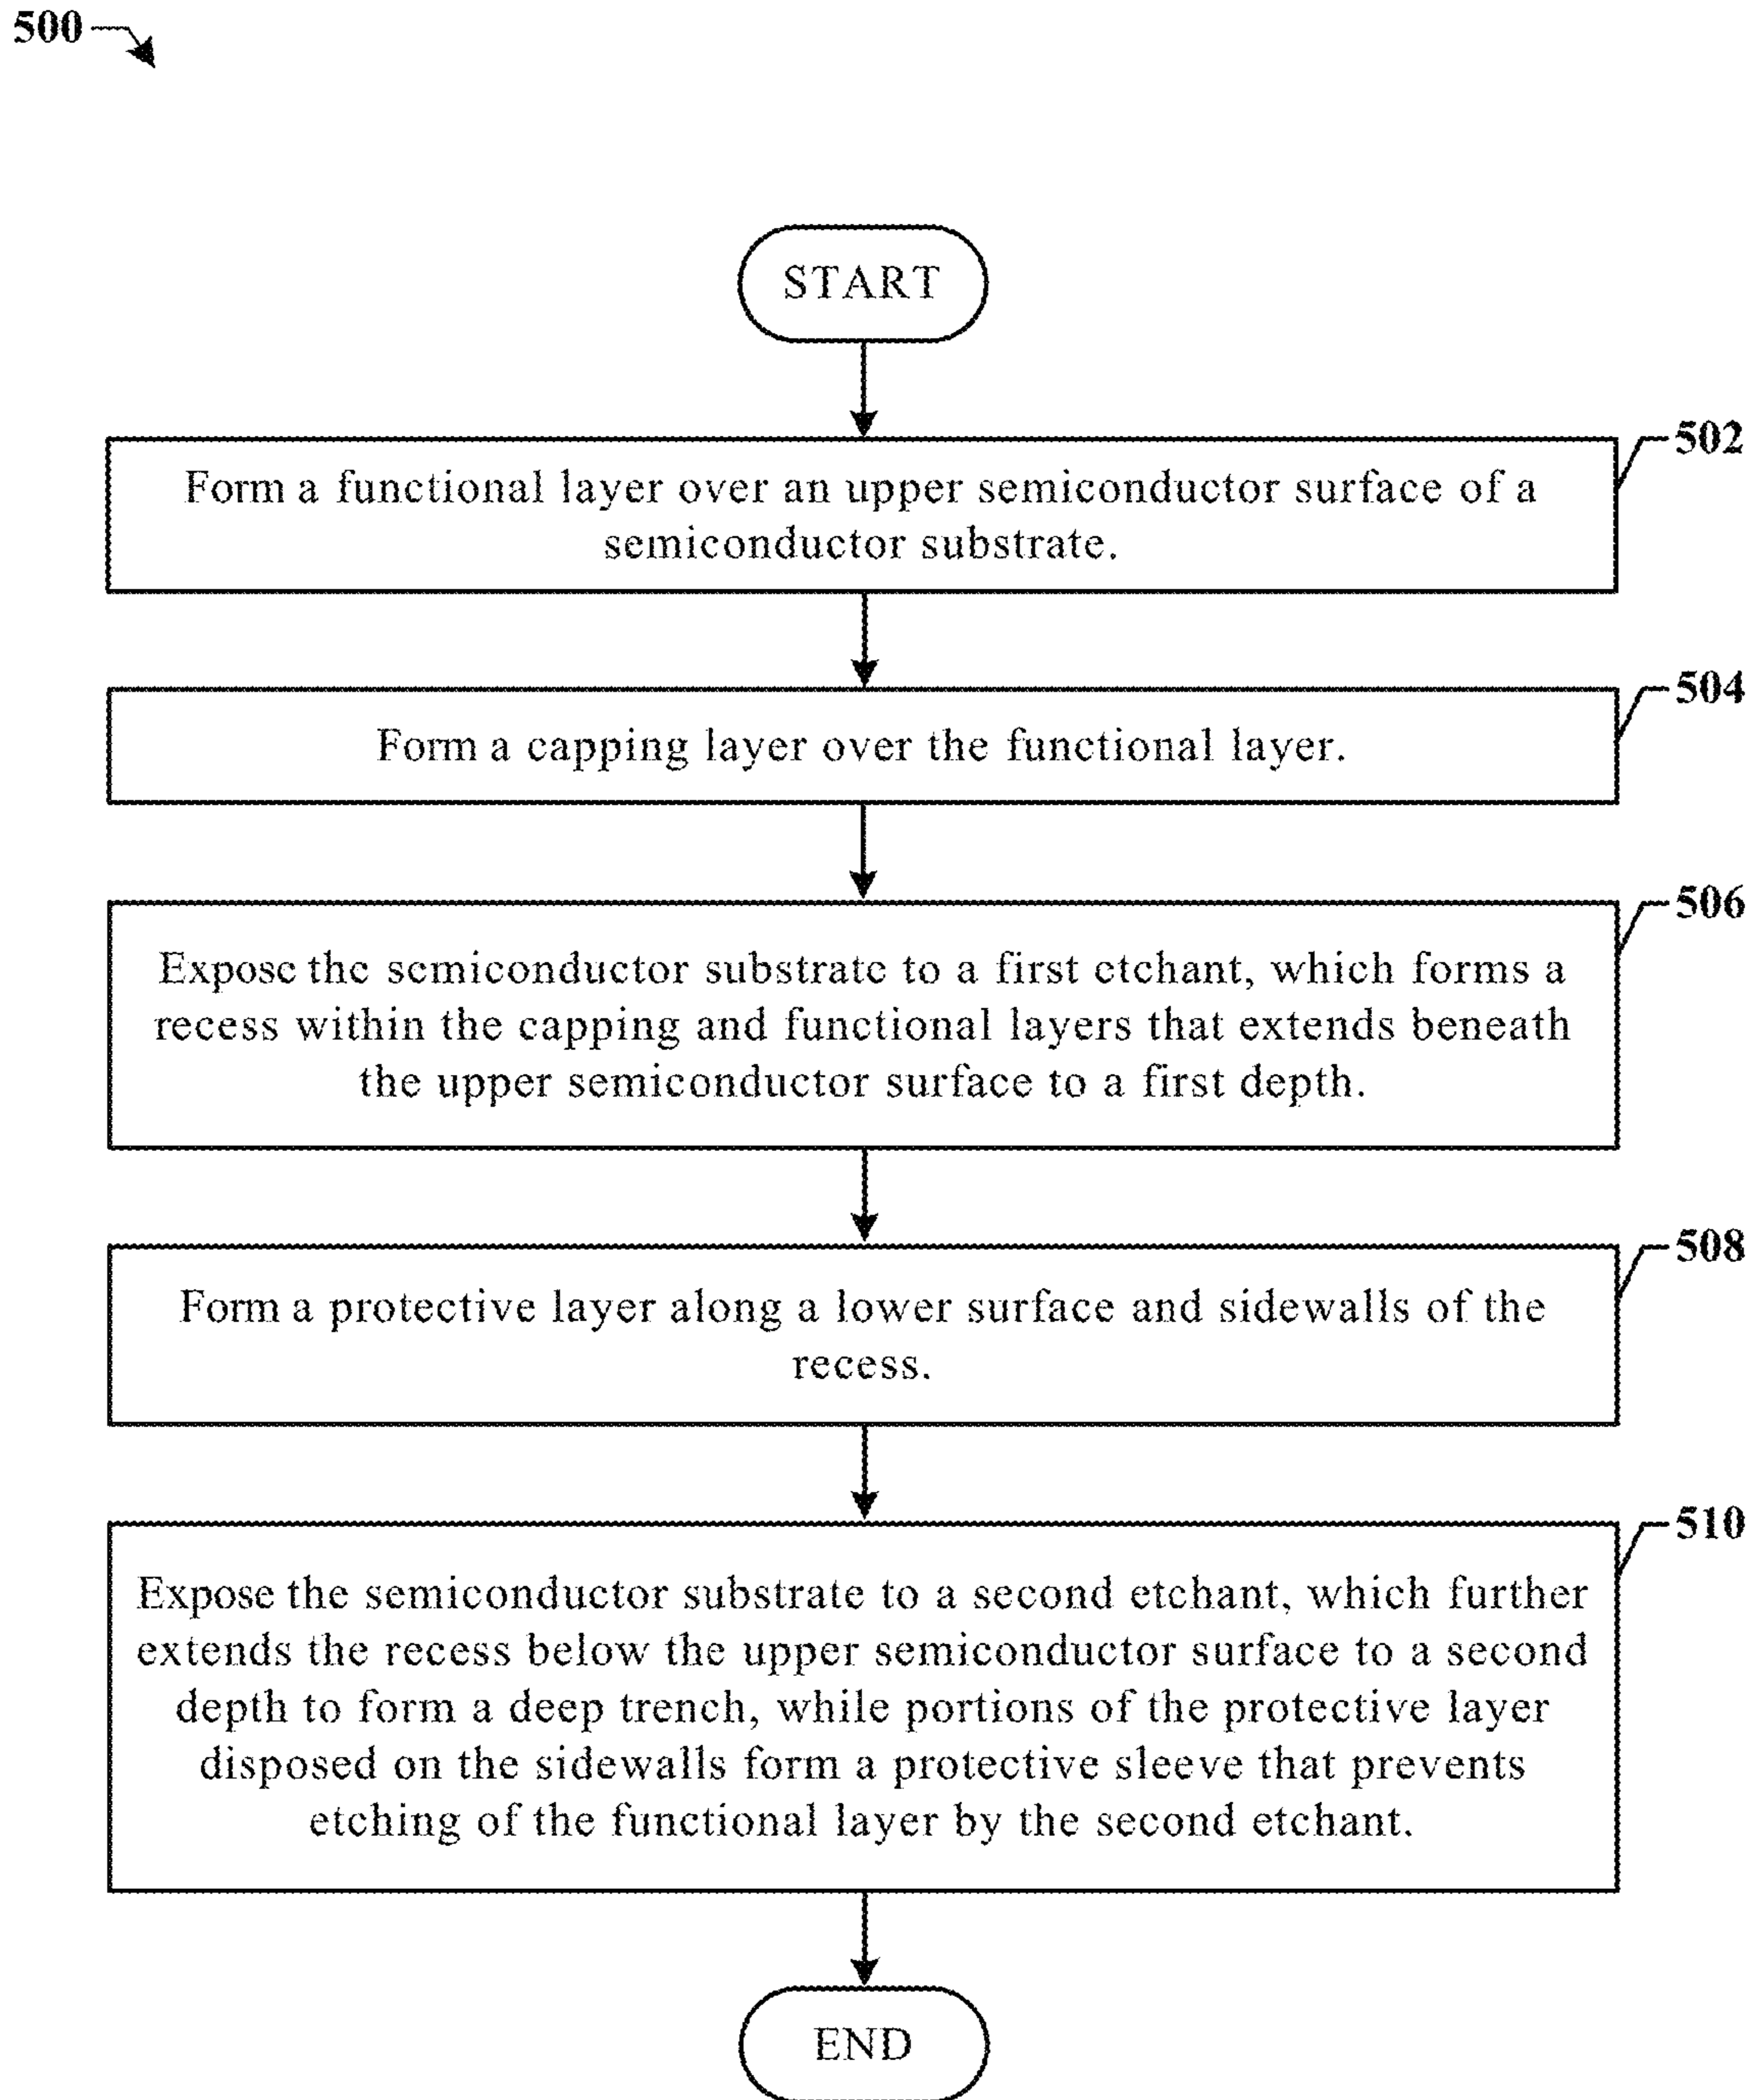 500
START
502
Form a functional layer over an upper semiconductor surface of a
semiconductor substrate.
504
Form a capping layer over the functional layer.
506
Expose the semiconductor substrate to a first etchant, which forms a
recess within the capping and functional layers that extends beneath
the upper semiconductor surface to a first depth.
508
Form a protective layer along a lower surface and sidewalls of the
recess.
510
Expose the semiconductor substrate to a second etchant, which further
extends the recess below the upper semiconductor surface to a second
depth to form a deep trench, while portions of the protective layer
disposed on the sidewalls form a protective sleeve that prevents
etching of the functional layer by the second etchant.
END